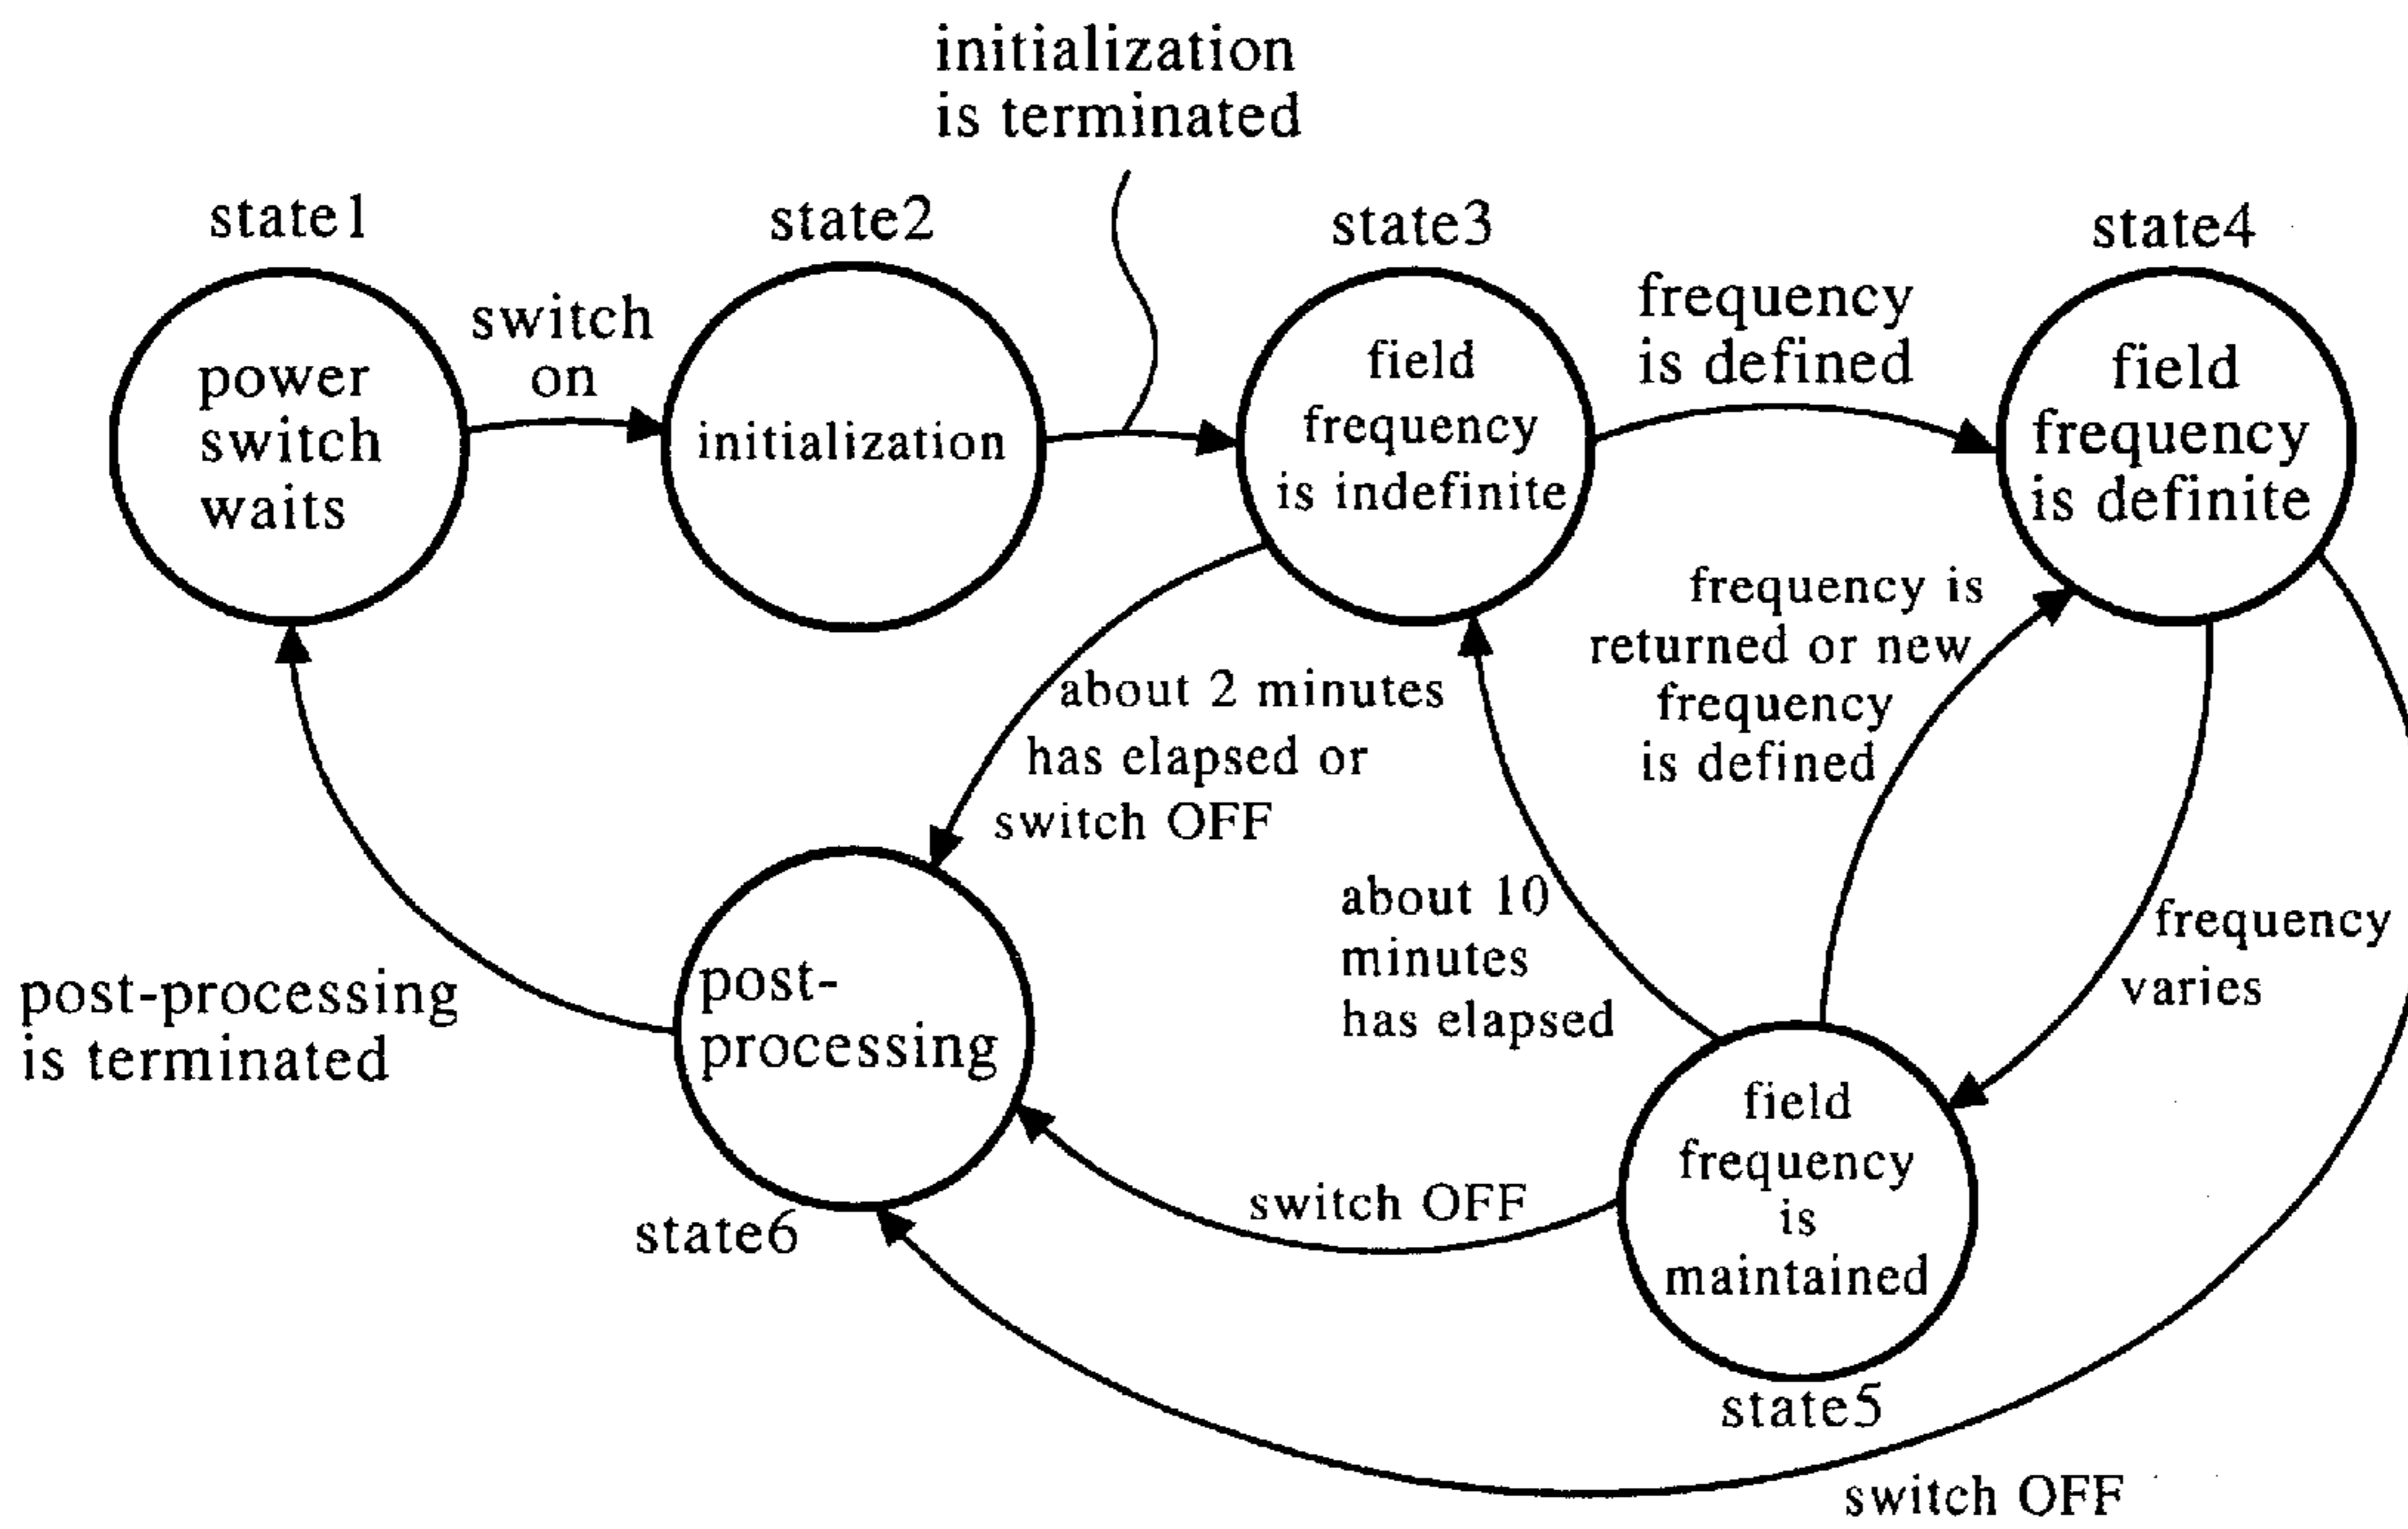 initialization
is terminated
state1
state2
state3
state4
switch
on
frequency
is defined
power
switch
waits
initialization
field
frequency
is indefinite
field
frequency
is definite
frequency is
returned or new
frequency
is defined
about 2 minutes
has elapsed or
switch OFF
about 10
minutes
has elapsed
frequency
varies
post-processing
is terminated
post-
processing
state6
switch OFF
field
frequency
is
maintained
state5
switch OFF